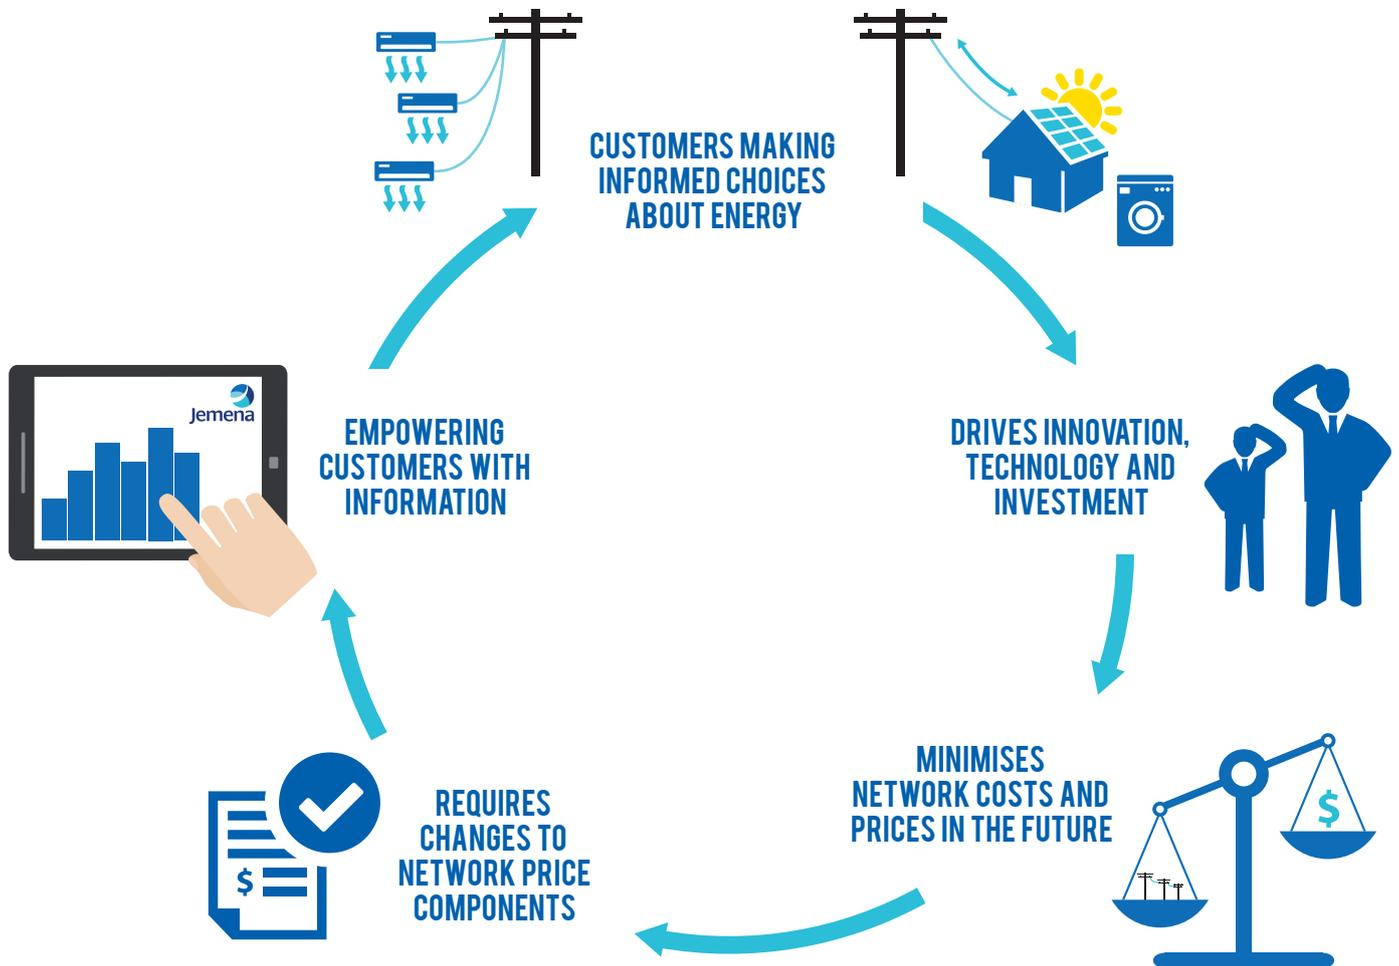 CUSTOMERS MAKING
INFORMED CHOICES
ABOUT ENERGY
DRIVES INNOVATION,
TECHNOLOGY AND
INVESTMENT
MINIMISES
NETWORK COSTS AND
PRICES IN THE FUTURE
$
REQUIRES
CHANGES TO
NETWORK PRICE
COMPONENTS
$
EMPOWERING
CUSTOMERS WITH
INFORMATION
Jemena